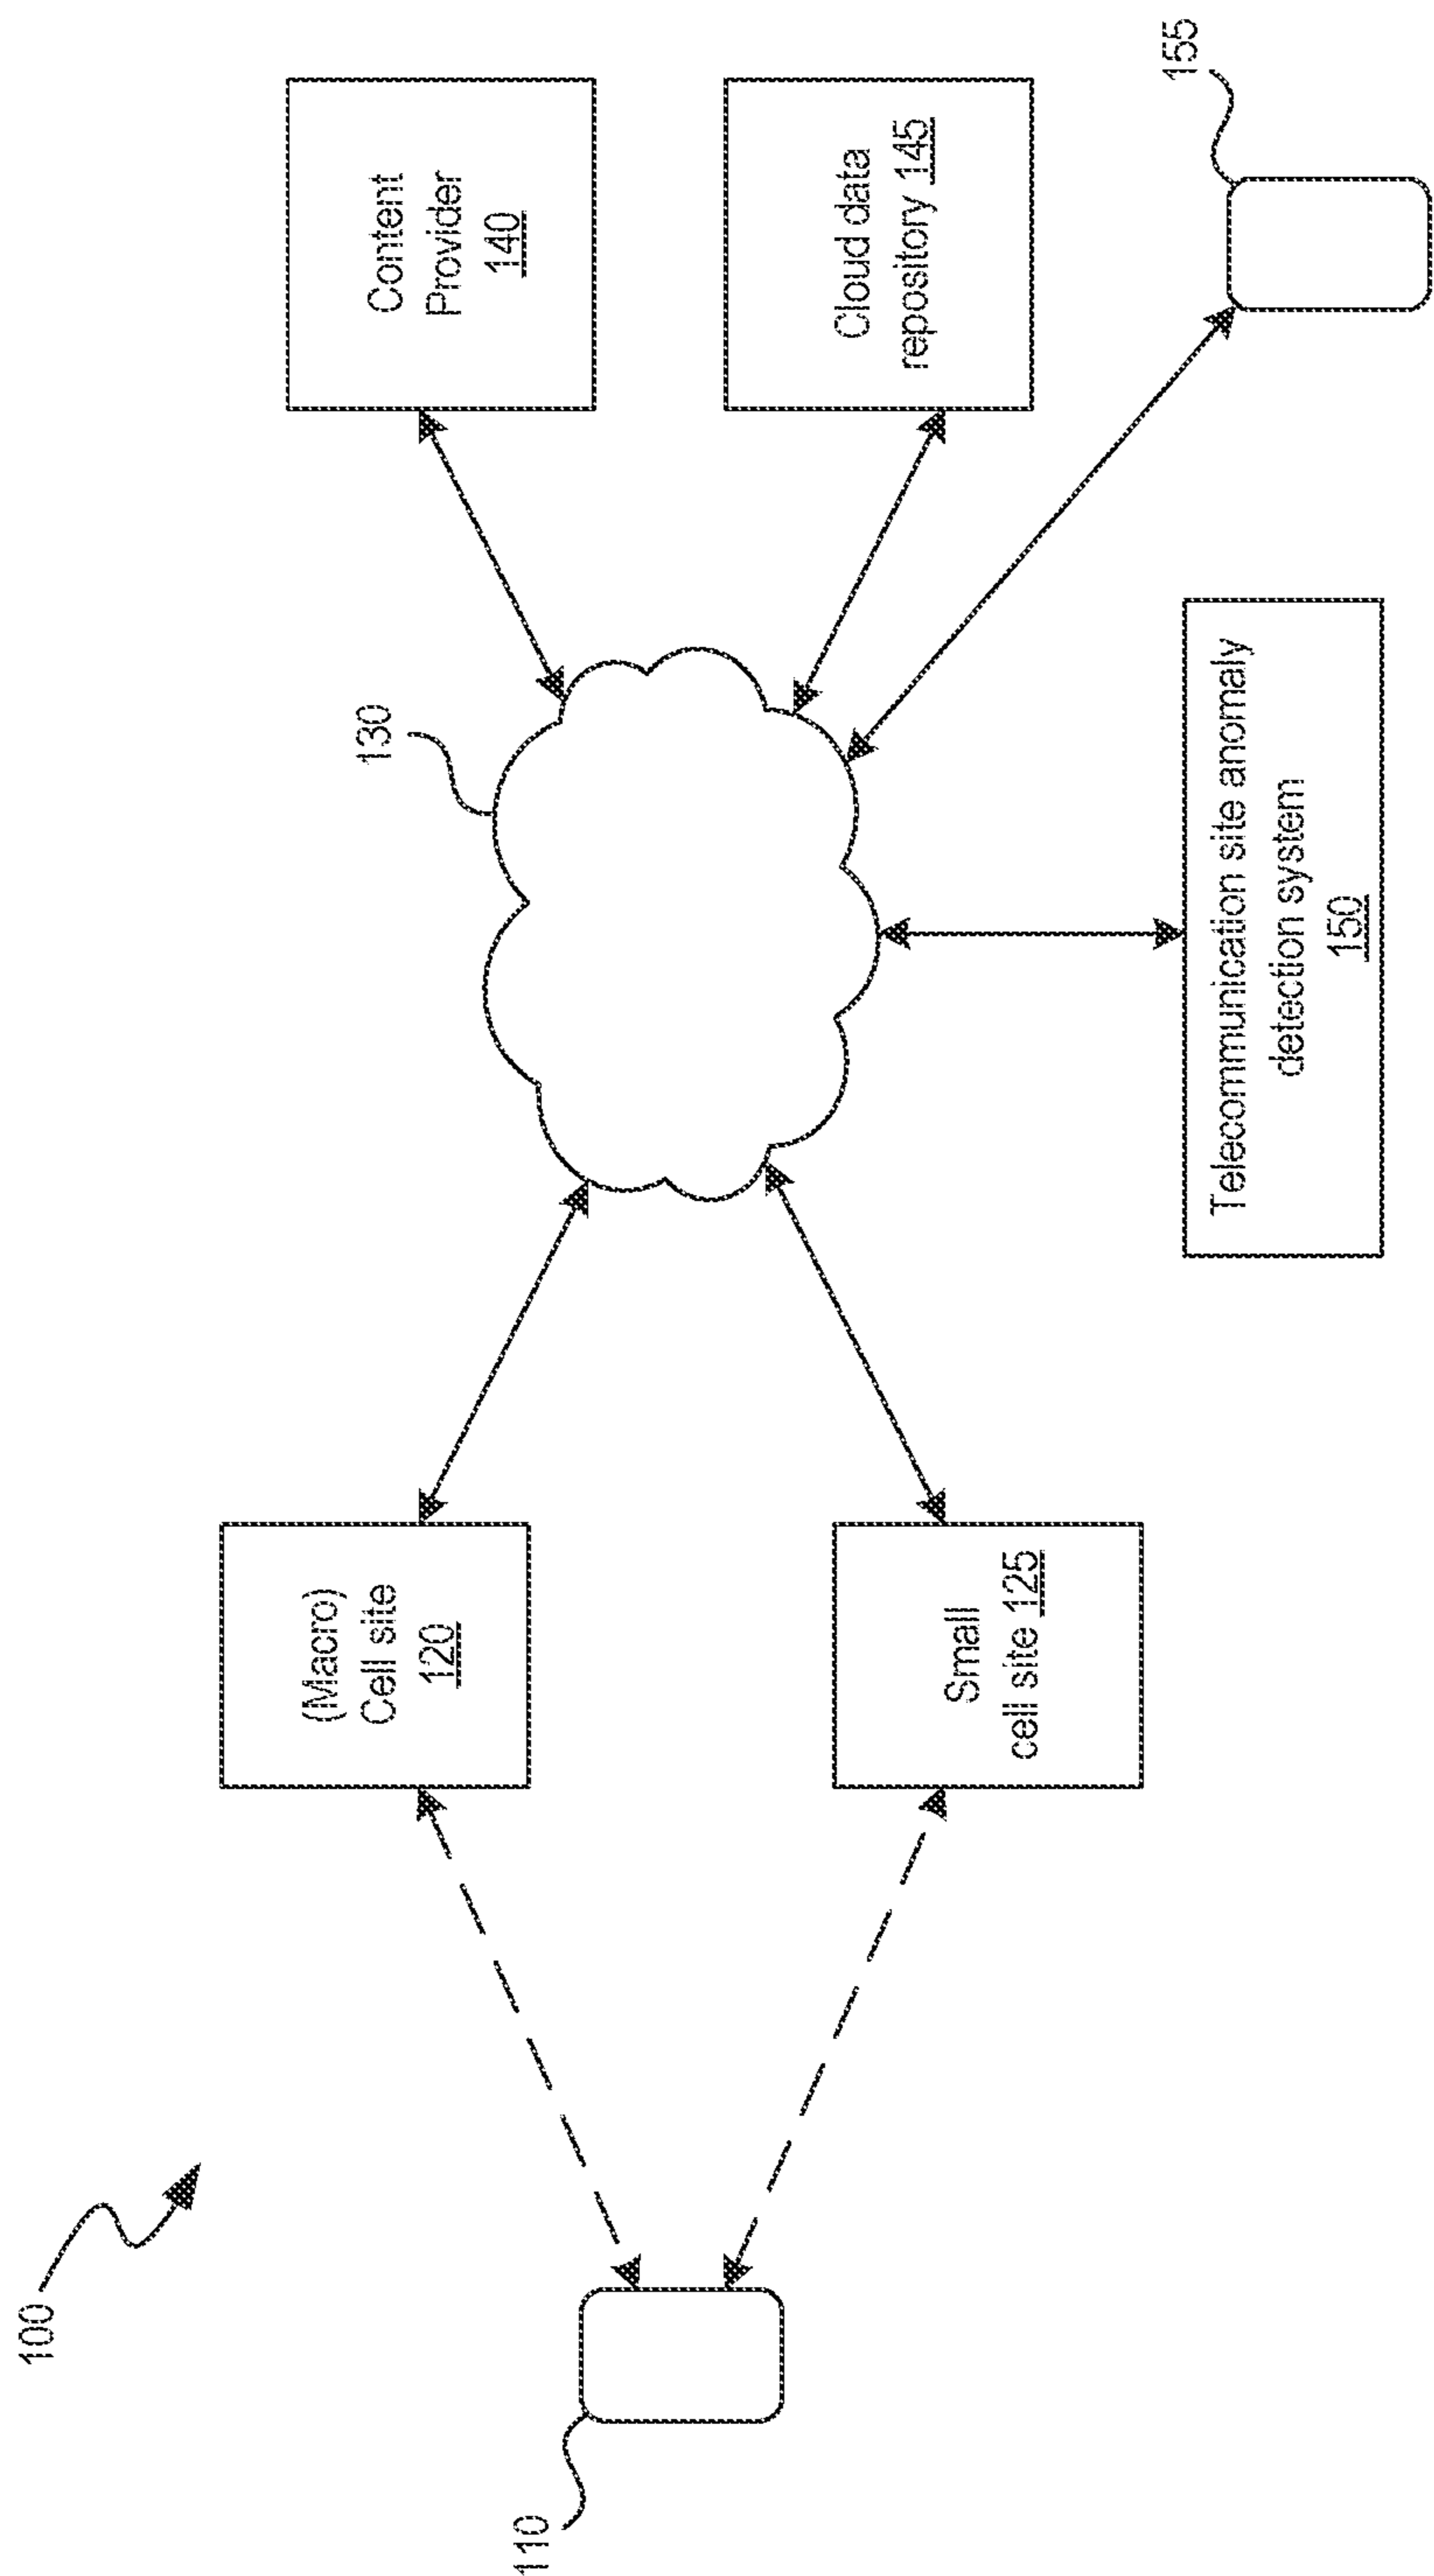 100
110
(Macro)
Cell site
120
Small
cell site 125
130
Content
Provider
140
Cloud data
repository 145
Telecommunication site anomaly
detection system
150
155